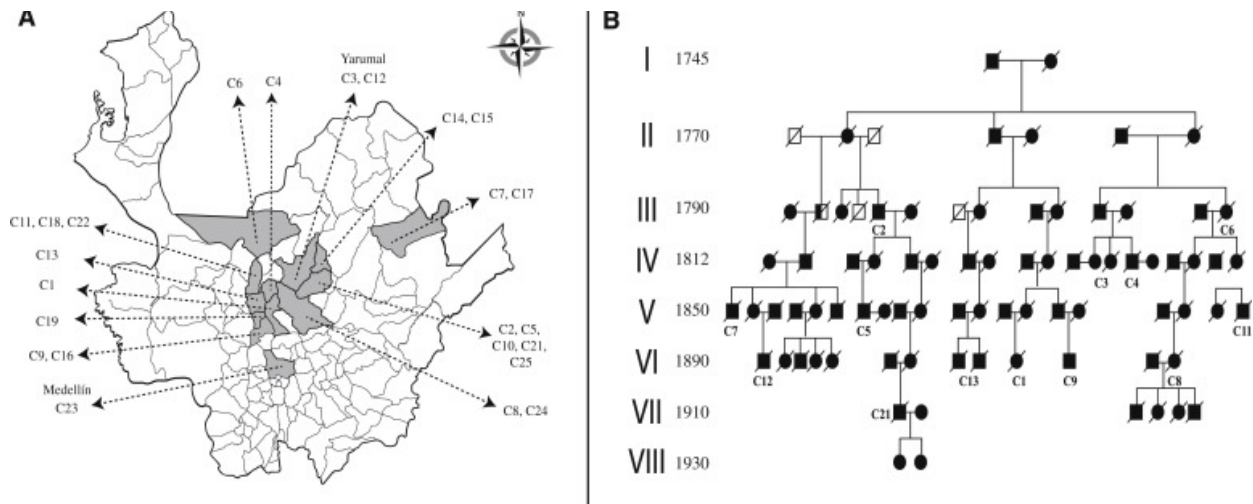 A
N
Yarumal
C3, C12
C6
C4
C14, C15
C7, C17
C11, C18, C22
C13
C1
C19
C9, C16
Medellín
C23
C2, C5,
C10, C21,
C25
C8, C24
B
I 1745
II 1770
III 1790
C2
C6
IV 1812
C3
C4
V 1850
C7
C5
C11
VI 1890
C12
C13
C1
C9
C8
VII 1910
C21
VIII 1930